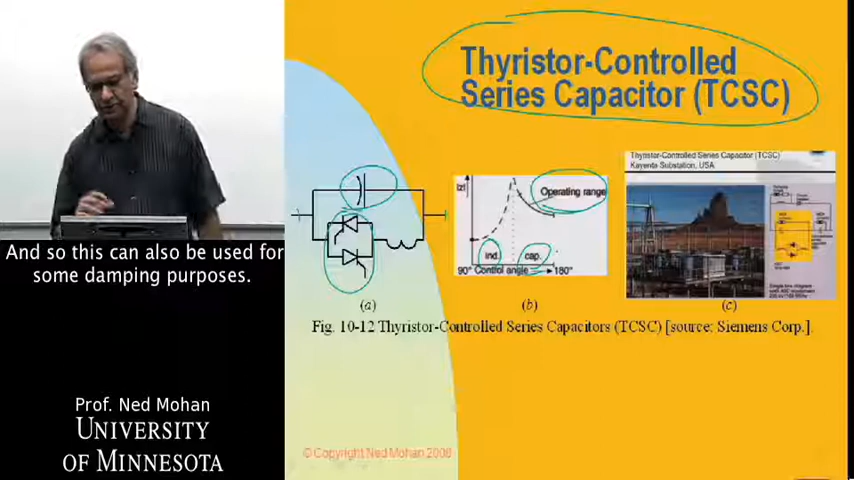 Thyristor-Controlled
Series Capacitor (TCSC)
And so this can also be used for
some damping purposes.
Prof. Ned Mohan
UNIVERSITY
OF MINNESOTA
|z|
Operating range
ind.
cap.
90° Control angle 180°
Thyristor-Controlled Series Capacitor (TCSC)
Kayenta Substation, USA
(a)
(b)
(c)
Fig. 10-12 Thyristor-Controlled Series Capacitors (TCSC) [source: Siemens Corp.].
© Copyright Ned Mohan 2008